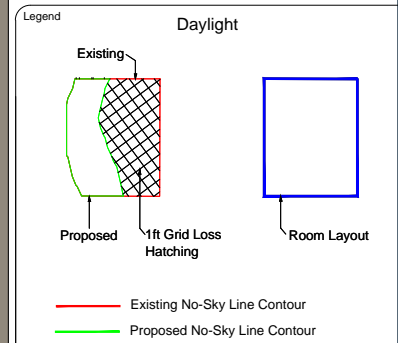 Legend
Daylight
Existing
Proposed
1ft Grid Loss
Hatching
Room Layout
Existing No-Sky Line Contour
Proposed No-Sky Line Contour